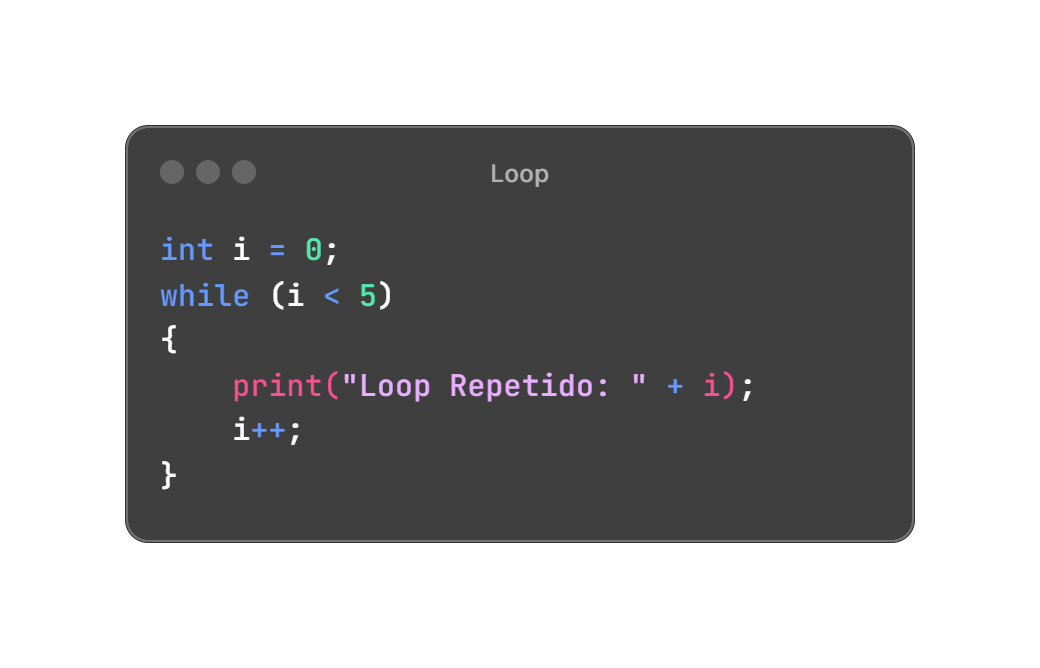 Loop
int i = 0;
while (i < 5)
{
    print("Loop Repetido: " + i);
    i++;
}